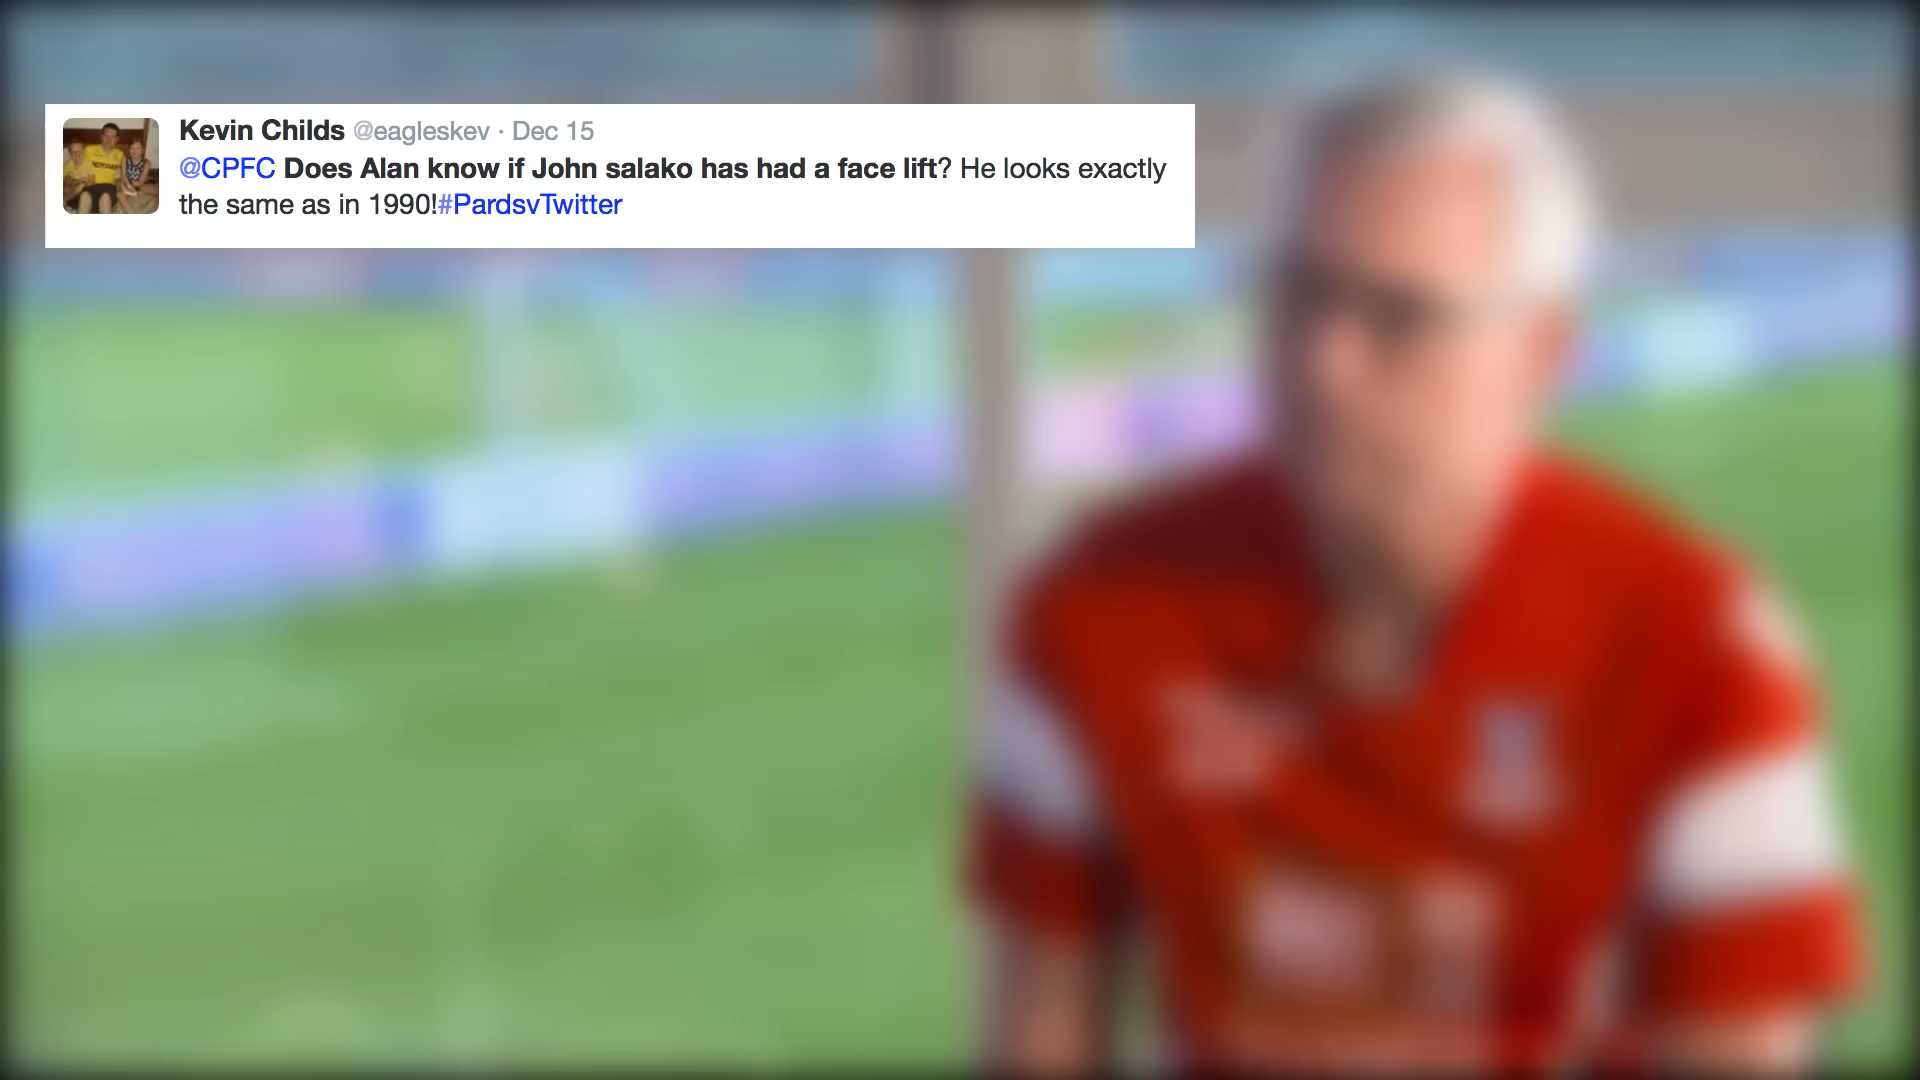 Kevin Childs @eagleskev · Dec 15
@CPFC Does Alan know if John salako has had a face lift? He looks exactly
the same as in 1990!#PardsvTwitter